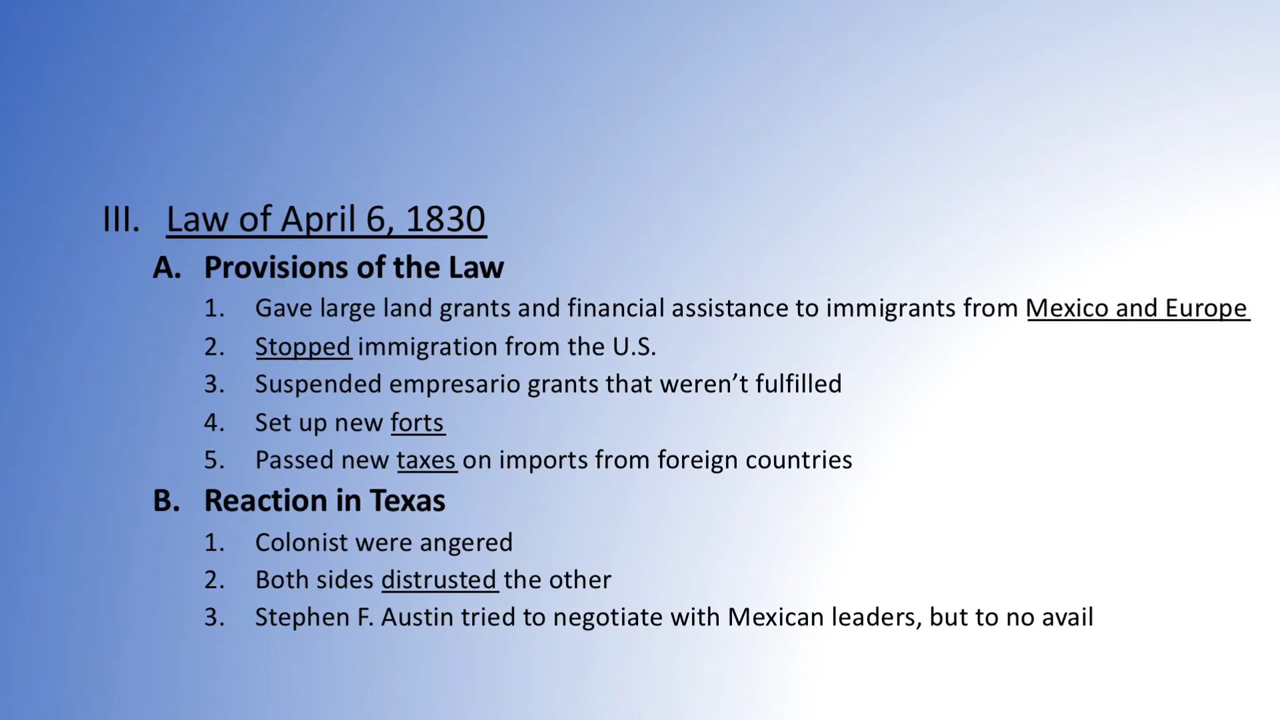 III. Law of April 6, 1830
A. Provisions of the Law
1. Gave large land grants and financial assistance to immigrants from Mexico and Europe
2. Stopped immigration from the U.S.
3. Suspended empresario grants that weren’t fulfilled
4. Set up new forts
5. Passed new taxes on imports from foreign countries
B. Reaction in Texas
1. Colonist were angered
2. Both sides distrusted the other
3. Stephen F. Austin tried to negotiate with Mexican leaders, but to no avail